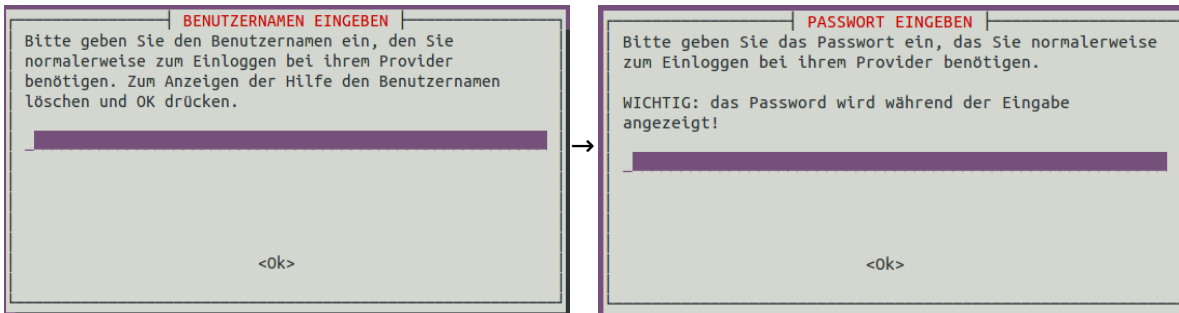 BENUTZERNAMEN EINGEBEN
Bitte geben Sie den Benutzernamen ein, den Sie
normalerweise zum Einloggen bei ihrem Provider
benötigen. Zum Anzeigen der Hilfe den Benutzernamen
löschen und OK drücken.
<Ok>
→
PASSWORT EINGEBEN
Bitte geben Sie das Passwort ein, das Sie normalerweise
zum Einloggen bei ihrem Provider benötigen.
WICHTIG: das Password wird während der Eingabe
angezeigt!
<Ok>